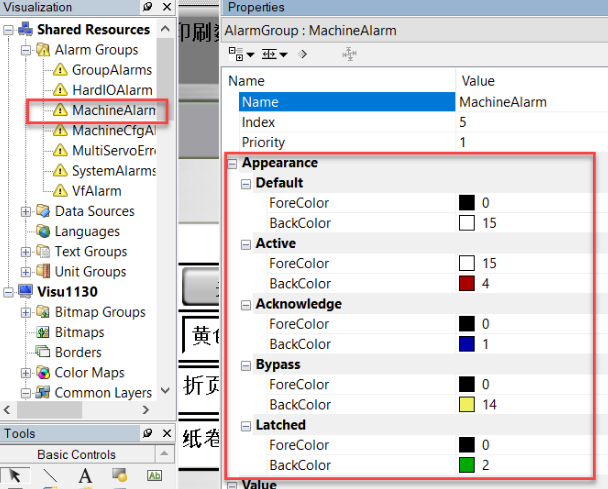 Visualization
Shared Resources
Alarm Groups
GroupAlarms
HardIOAlarm
MachineAlarm
MachineCfgAl
MultiServoErre
SystemAlarms
VfAlarm
Data Sources
Languages
Text Groups
Unit Groups
Visu1130
Bitmap Groups
Bitmaps
Borders
Color Maps
Common Layers
Tools
Basic Controls
A
Ab
印刷
黄
折页
纸卷
Properties
AlarmGroup : MachineAlarm
Name Value
Name MachineAlarm
Index 5
Priority 1
Appearance
Default
ForeColor 0
BackColor 15
Active
ForeColor 15
BackColor 4
Acknowledge
ForeColor 0
BackColor 1
Bypass
ForeColor 0
BackColor 14
Latched
ForeColor 0
BackColor 2
Value